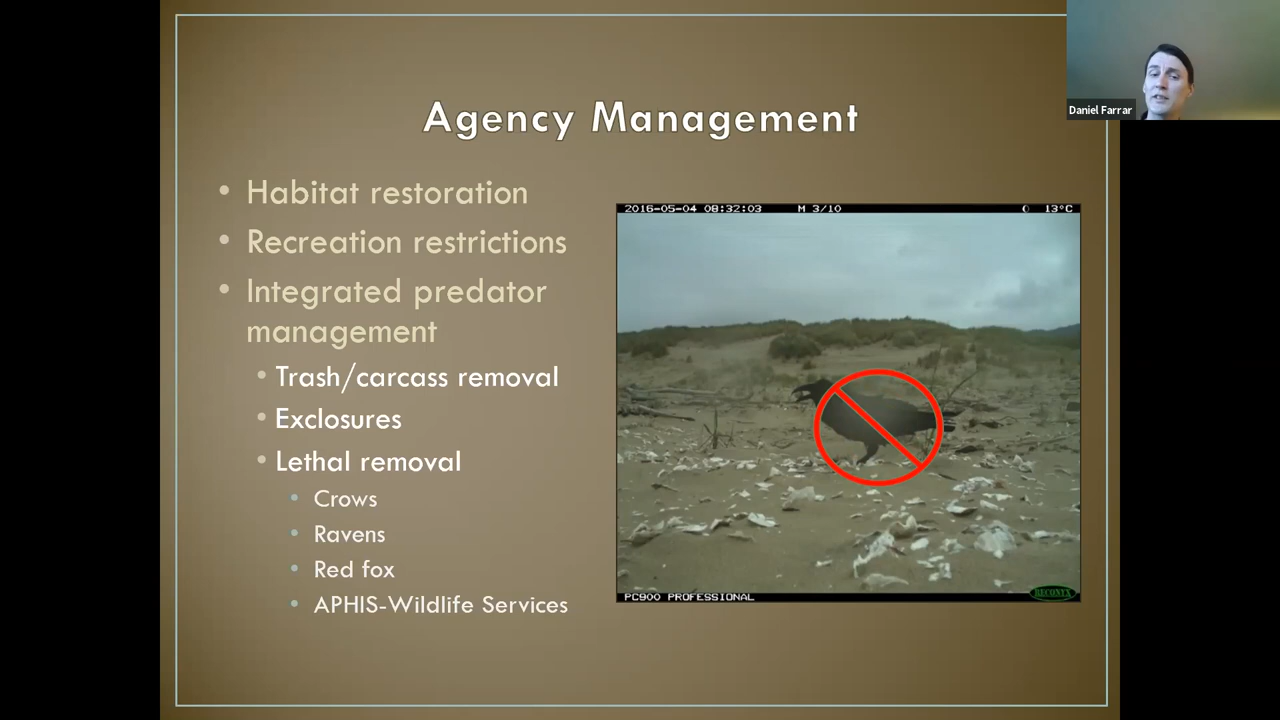 Agency Management
Daniel Farrar
• Habitat restoration
• Recreation restrictions
• Integrated predator
management
• Trash/carcass removal
• Exclosures
• Lethal removal
• Crows
• Ravens
• Red fox
• APHIS-Wildlife Services
2016-05-04 08:32:03 M 3/10 13°C
PC900 PROFESSIONAL RECONYX